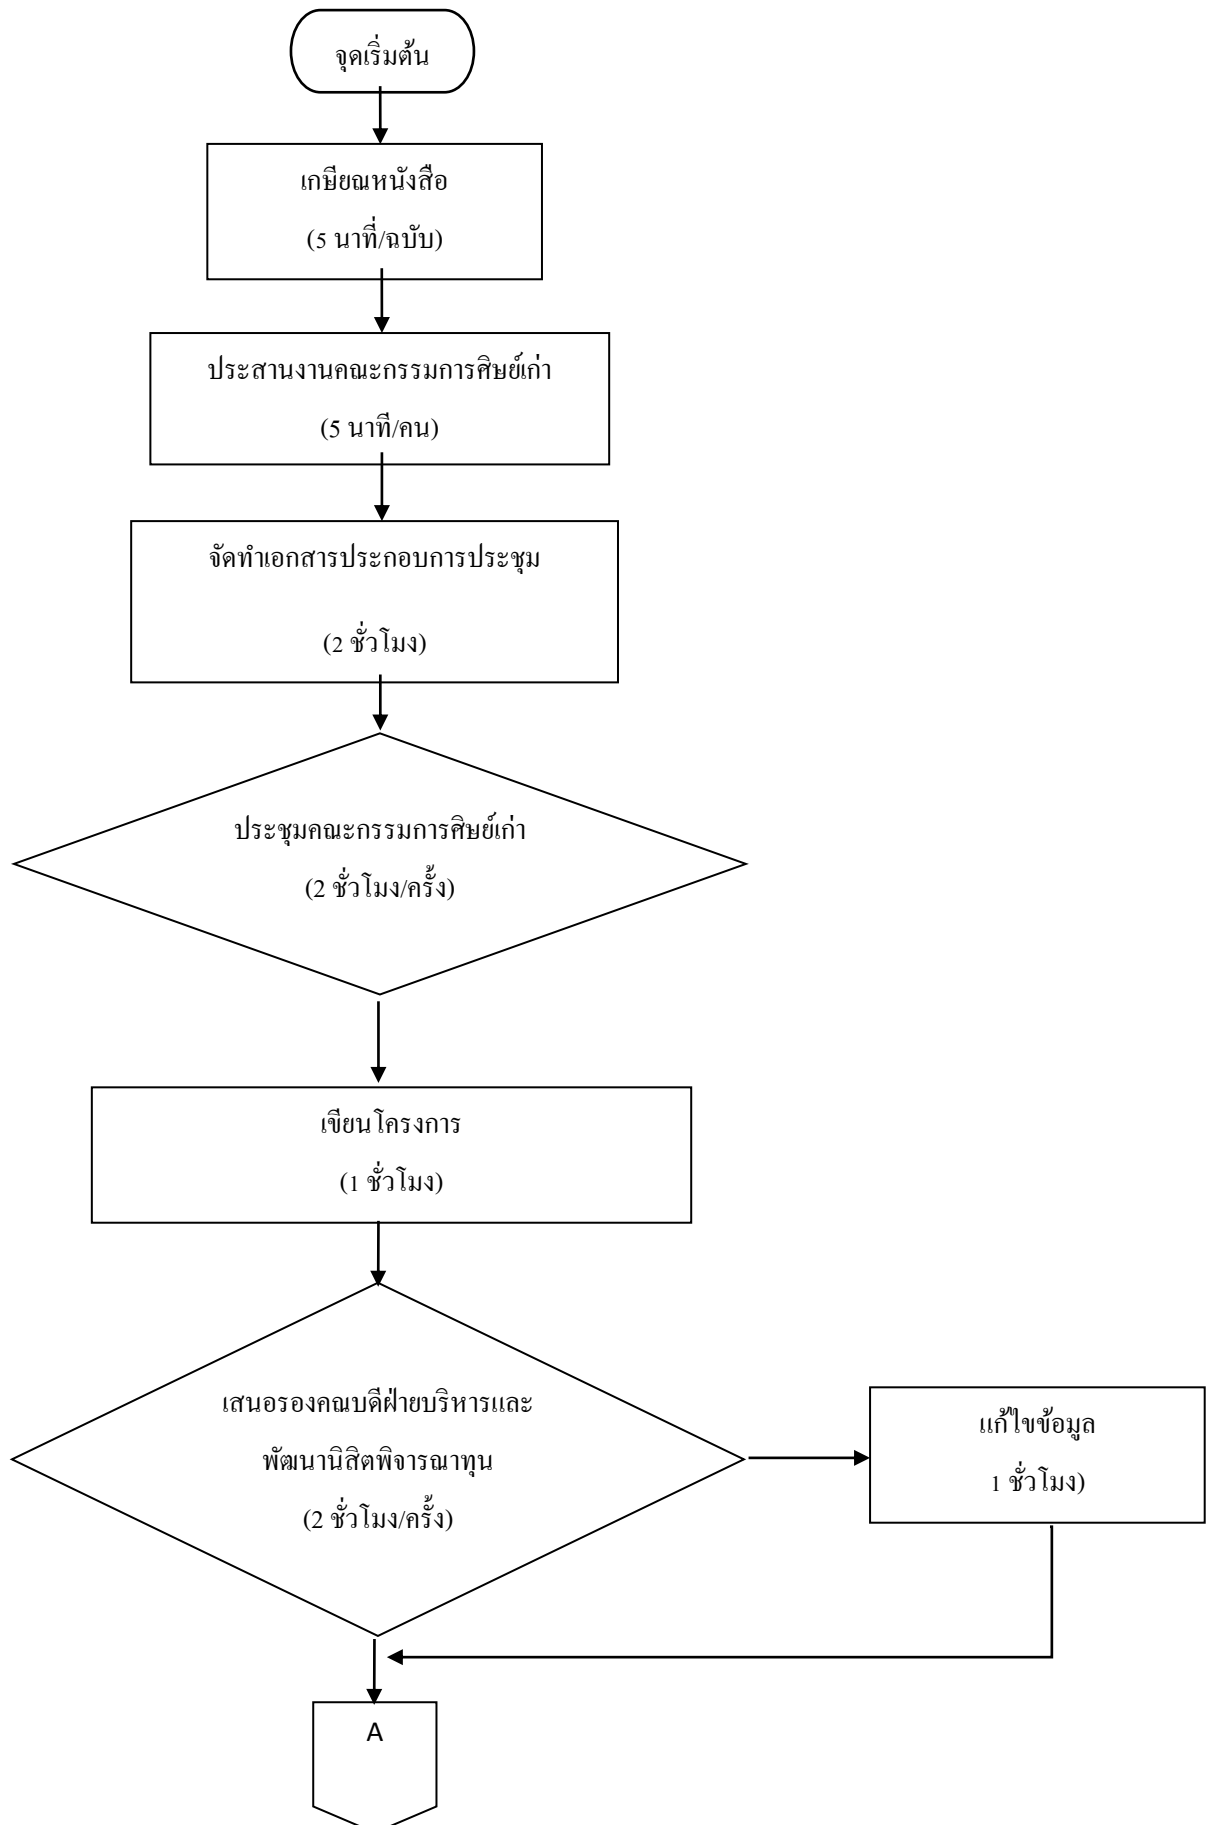 จุดเริ่มต้น
เกษียณหนังสือ
(5 นาที่/ฉบับ)
ประสานงานคณะกรรมการศิษย์เก่า
(5 นาที/คน)
จัดทำเอกสารประกอบการประชุม
(2 ชั่วโมง)
ประชุมคณะกรรมการศิษย์เก่า
(2 ชั่วโมง/ครั้ง)
เขียนโครงการ
(1 ชั่วโมง)
เสนอรองคณบดีฝ่ายบริหารและ
พัฒนานิสิตพิจารณาทุน
(2 ชั่วโมง/ครั้ง)
แก้ไขข้อมูล
1 ชั่วโมง)
A